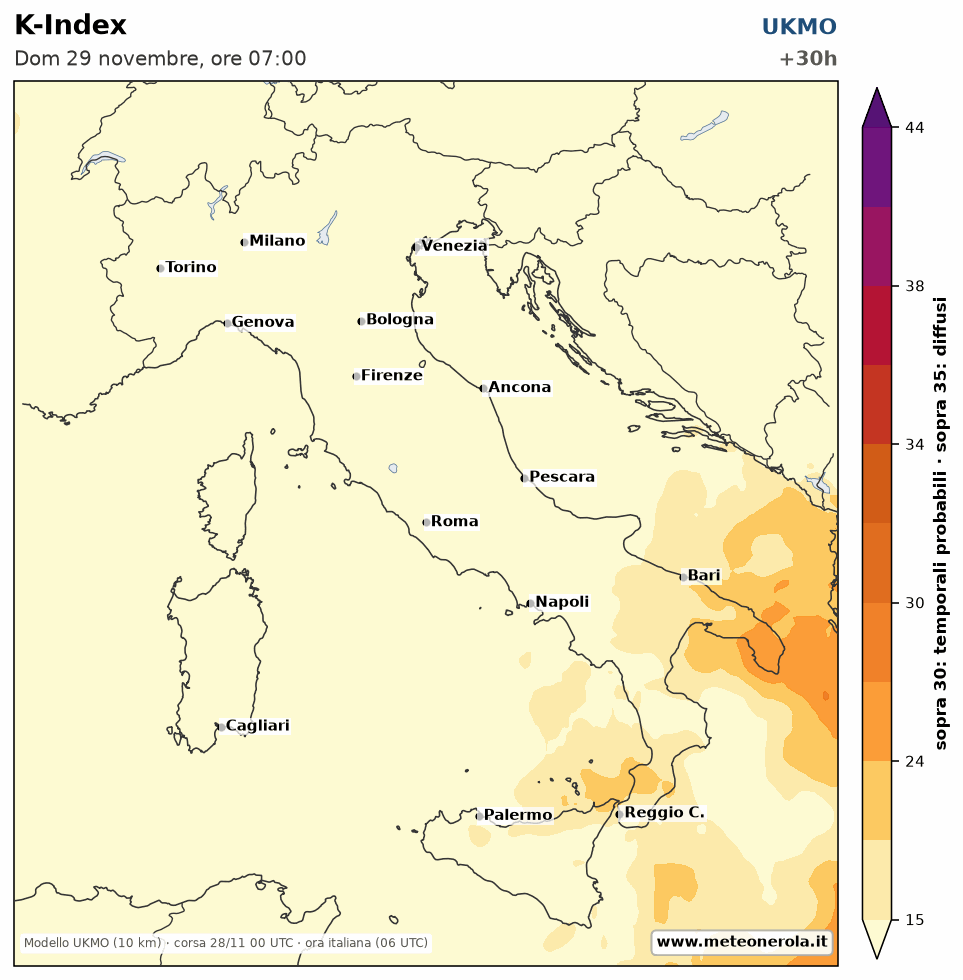 K-Index
UKMO
Dom 29 novembre, ore 07:00
+30h
44
Milano
Venezia
Torino
38
Bologna
Genova
Firenze
Ancona
34
Pescara
Roma
Bari
Napoli
30
Cagliari
24
Palermo
Reggio C.
15
sopra 30: temporali probabili · sopra 35: diffusi
Modello UKMO (10 km) · corsa 28/11 00 UTC · ora italiana (06 UTC)
www.meteonerola.it